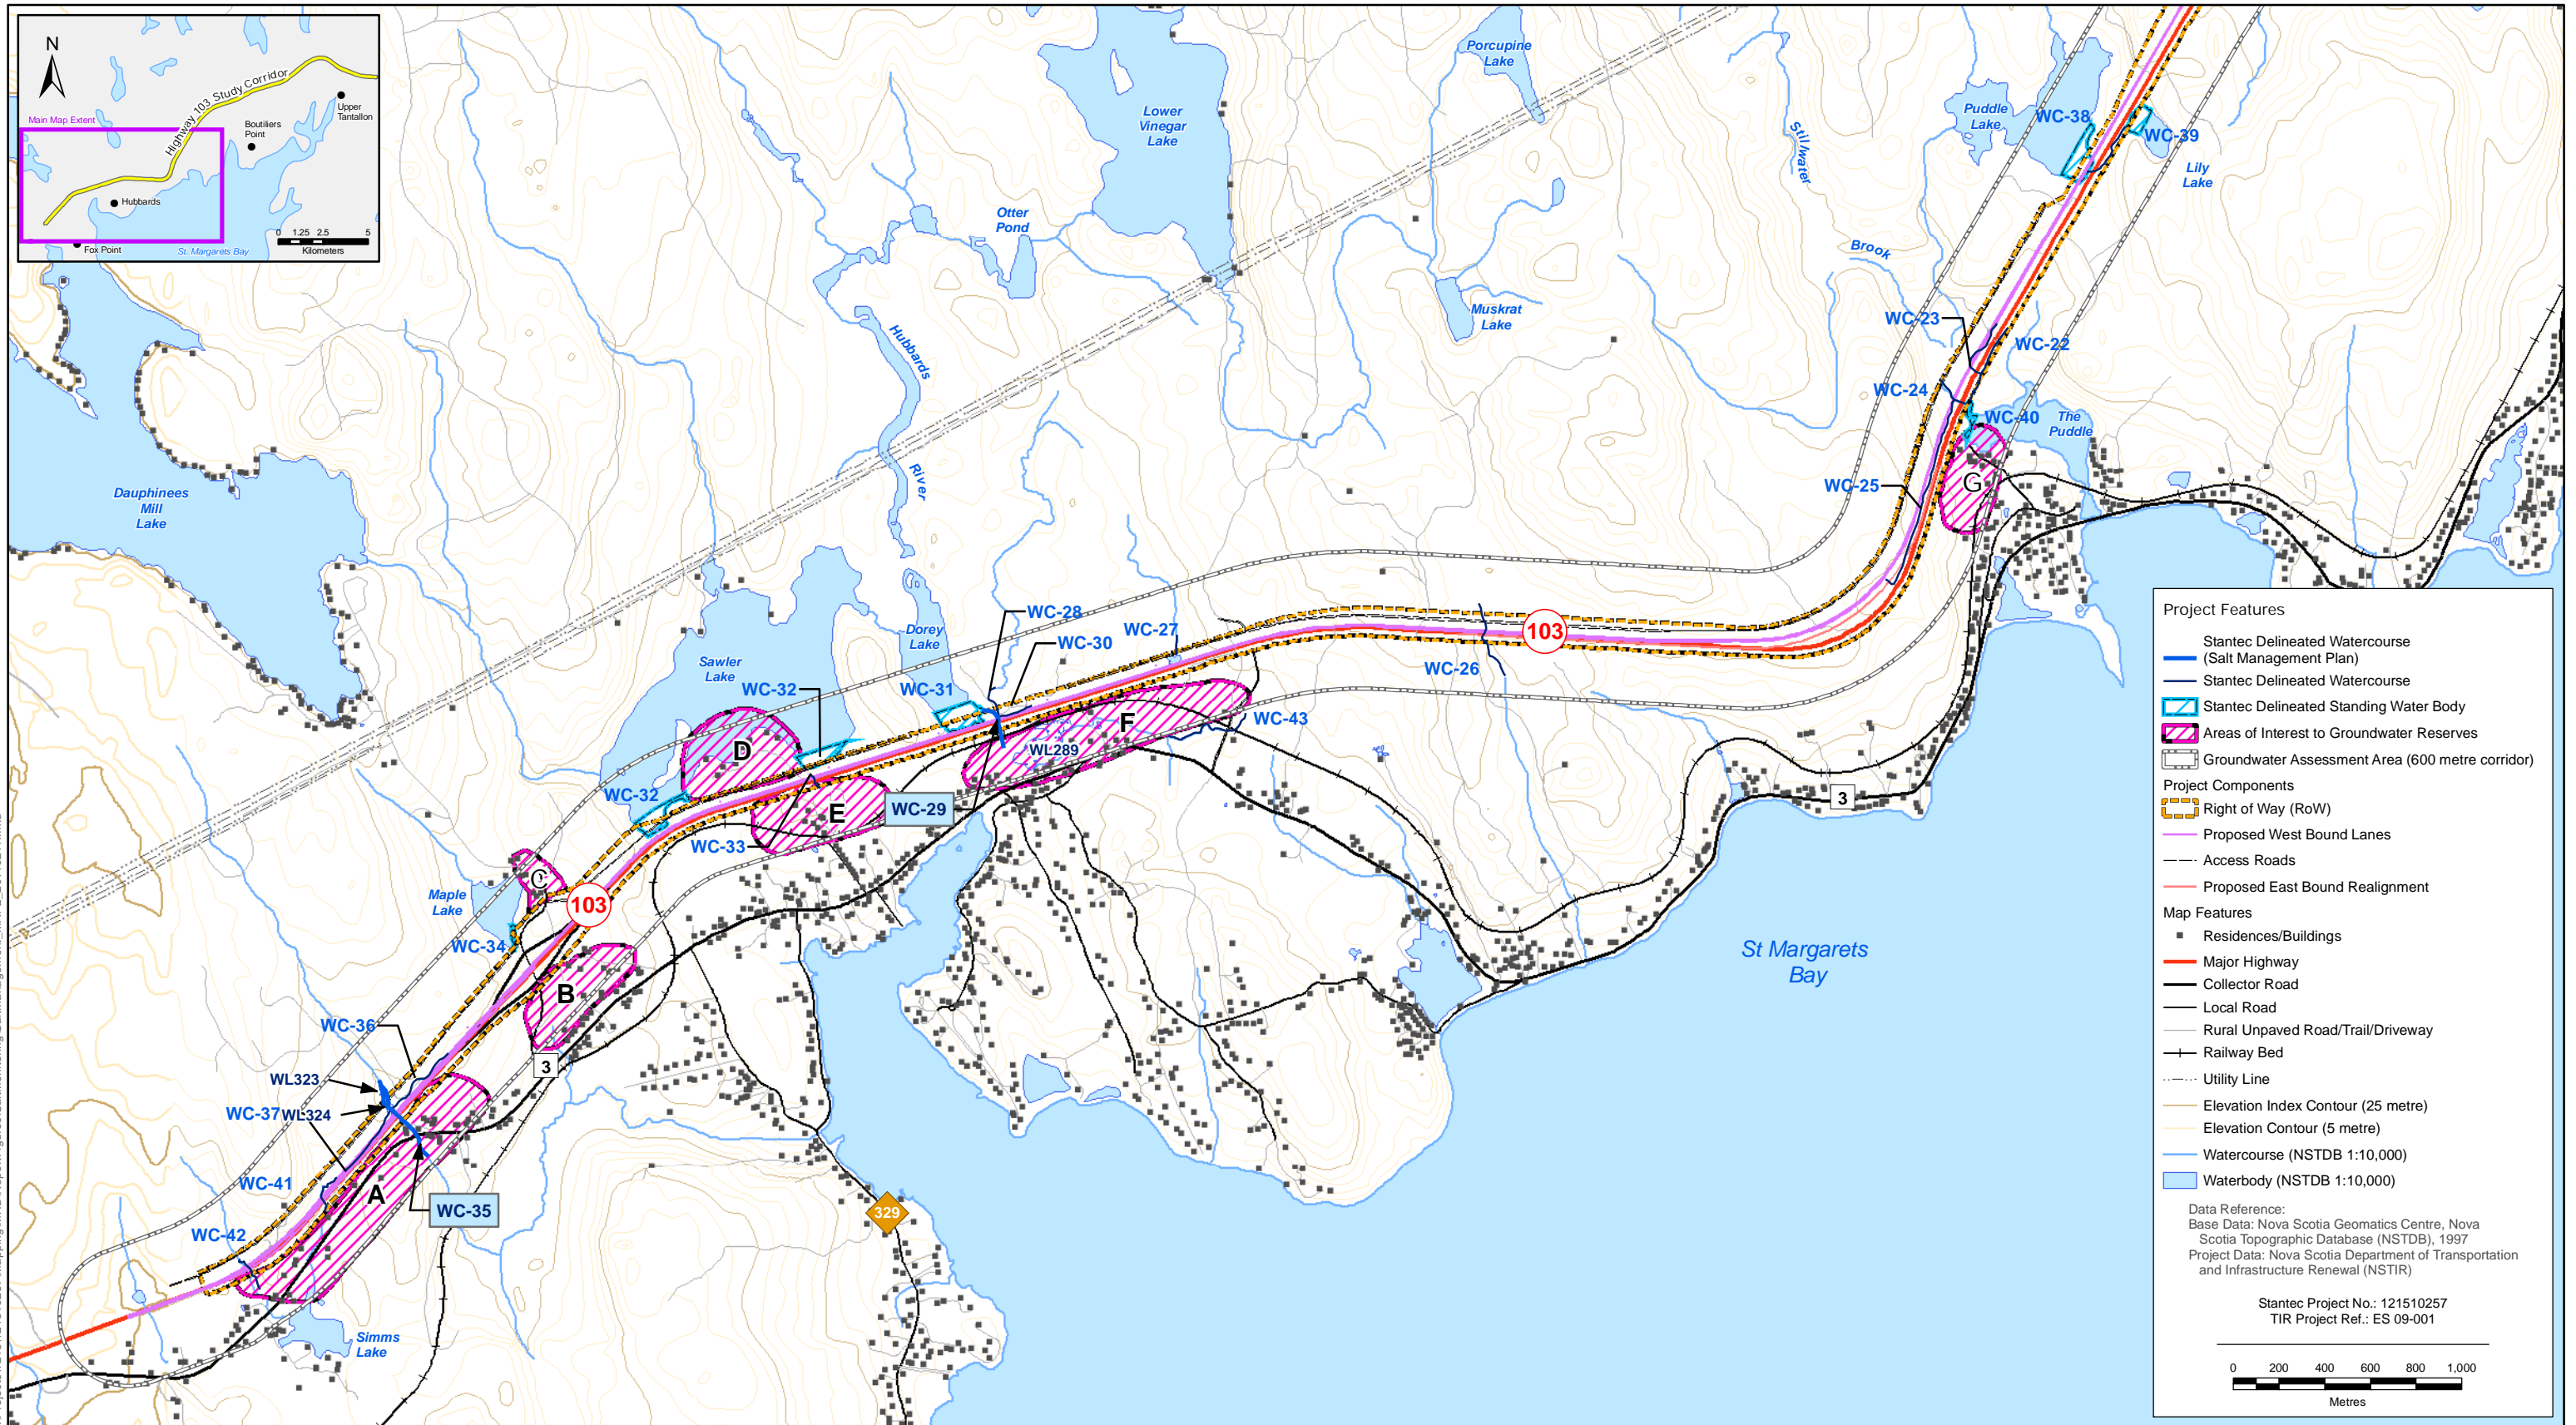 N
Highway 103 Study Corridor
Upper
Tantallon
Boutiliers
Point
Main Map Extent
Hubbards
Fox Point
St. Margarets Bay
0 1.25 2.5 5
Kilometers
Porcupine
Lake
Lower
Vinegar
Lake
Puddle
Lake
WC-38
WC-39
Lily
Lake
Stillwater
Brook
Otter
Pond
Muskrat
Lake
Hubbards
River
WC-23
WC-22
WC-24
WC-40
The
Puddle
G
WC-25
Dauphinees
Mill
Lake
WC-28
WC-30
WC-27
103
WC-26
Dorey
Lake
Sawler
Lake
WC-32
WC-31
D
F
WC-43
WL289
WC-32
E
WC-29
WC-33
3
C
Maple
Lake
103
WC-34
St Margarets
Bay
B
WC-36
3
WL323
WC-37
WL324
WC-41
A
WC-35
WC-42
329
Simms
Lake
Project Features
Stantec Delineated Watercourse
(Salt Management Plan)
Stantec Delineated Watercourse
Stantec Delineated Standing Water Body
Areas of Interest to Groundwater Reserves
Groundwater Assessment Area (600 metre corridor)
Project Components
Right of Way (RoW)
Proposed West Bound Lanes
Access Roads
Proposed East Bound Realignment
Map Features
Residences/Buildings
Major Highway
Collector Road
Local Road
Rural Unpaved Road/Trail/Driveway
Railway Bed
Utility Line
Elevation Index Contour (25 metre)
Elevation Contour (5 metre)
Watercourse (NSTDB 1:10,000)
Waterbody (NSTDB 1:10,000)
Data Reference:
Base Data: Nova Scotia Geomatics Centre, Nova
Scotia Topographic Database (NSTDB), 1997
Project Data: Nova Scotia Department of Transportation
and Infrastructure Renewal (NSTIR)
Stantec Project No.: 121510257
TIR Project Ref.: ES 09-001
0 200 400 600 800 1,000
Metres